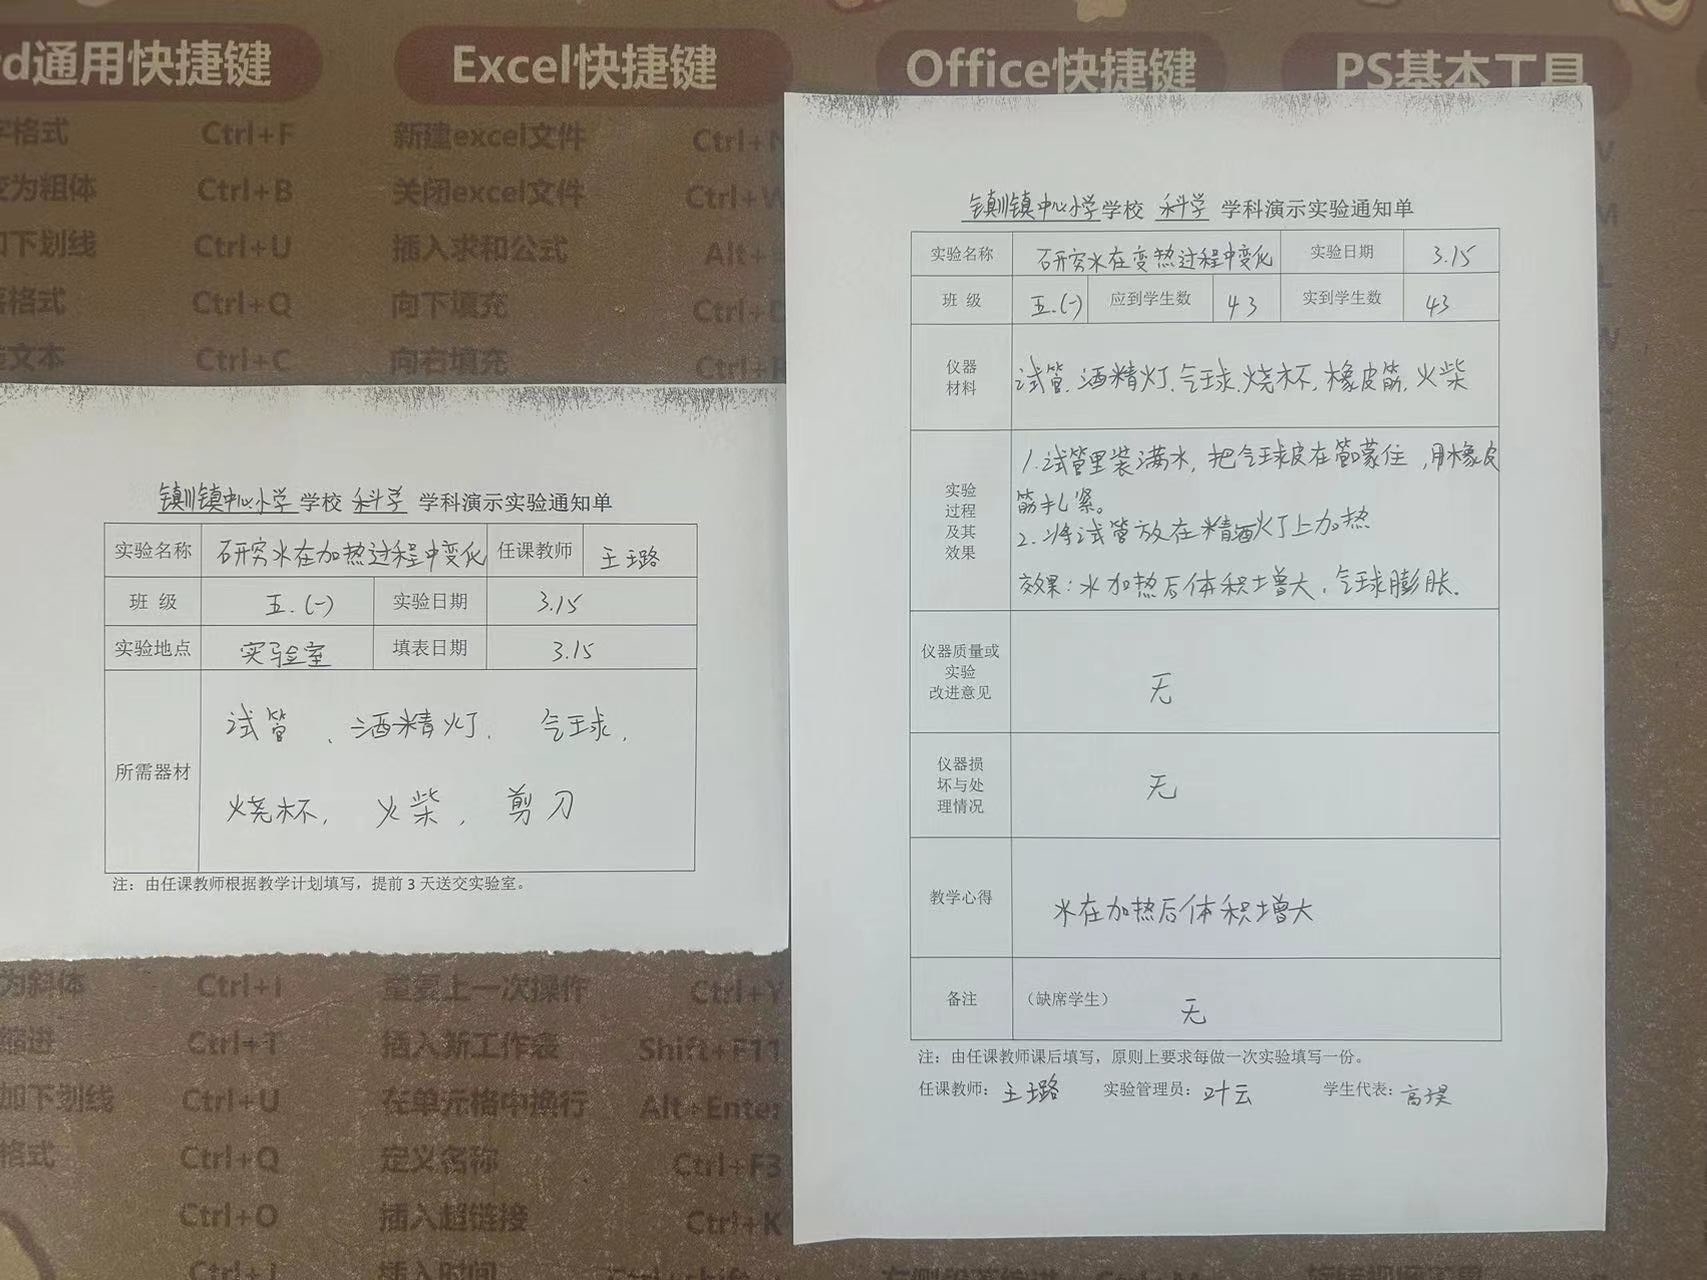 d通用快捷键
Excel快捷键
Office快捷键
PS基本工具
字格式 Ctrl+F 新建excel文件 Ctrl+N
变为粗体 Ctrl+B 关闭excel文件 Ctrl+W
加下划线 Ctrl+U 插入求和公式 Alt+
格式 Ctrl+Q 向下填充 Ctrl+D
文本 Ctrl+C 向右填充 Ctrl+R
镇川镇中心小学 学校 科学 学科演示实验通知单
实验名称 研究水在加热过程中变化 任课教师 王璐
班 级 五.(一) 实验日期 3.15
实验地点 实验室 填表日期 3.15
所需器材
试管、酒精灯、气球、
烧杯, 火柴, 剪刀
注：由任课教师根据教学计划填写，提前 3 天送交实验室。
镇川镇中心小学学校 科学 学科演示实验通知单
实验名称 研究水在变热过程中变化 实验日期 3.15
班 级 五.(一) 应到学生数 43 实到学生数 43
仪器
材料
试管、酒精灯、气球、烧杯、橡皮筋、火柴
实验
过程
及其
效果
1.试管里装满水, 把气球皮在管口蒙住, 用橡皮
筋扎紧。
2.将试管放在精酒火丁上加热
效果：水加热后体积增大，气球膨胀.
仪器质量或
实验
改进意见
无
仪器损
坏与处
理情况
无
教学心得
水在加热后体积增大
备注 （缺席学生） 无
注：由任课教师课后填写，原则上要求每做一次实验填写一份。
任课教师：王璐 实验管理员：叶云 学生代表：高
为斜体 Ctrl+I 重复上一次操作 Ctrl+Y
缩进 Ctrl+T 插入新工作表 Shift+F11
加下划线 Ctrl+U 在单元格中换行 Alt+Enter
格式 Ctrl+Q 定义名称 Ctrl+F3
Ctrl+O 插入超链接 Ctrl+K
插入时间